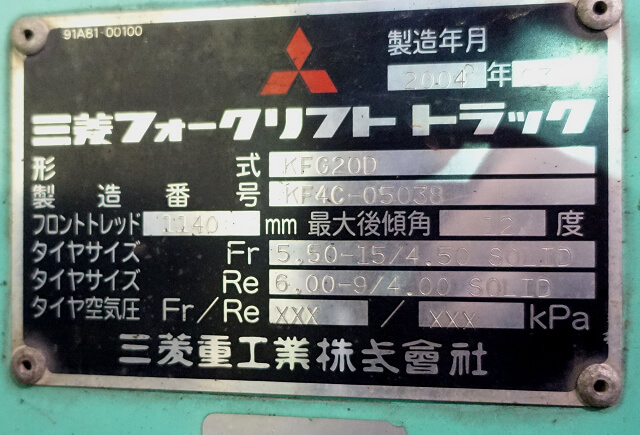 91A81-00100
製造年月
2004年
三菱フォークリフトトラック
形式 KFG20D
製造番号 KF4C-05038
フロントトレッド 1140 mm 最大後傾角 12 度
タイヤサイズ Fr 5.50-15/4.50 SOLID
タイヤサイズ Re 6.00-9/4.00 SOLID
タイヤ空気圧 Fr/Re XXX / XXX kPa
三菱重工業株式會社